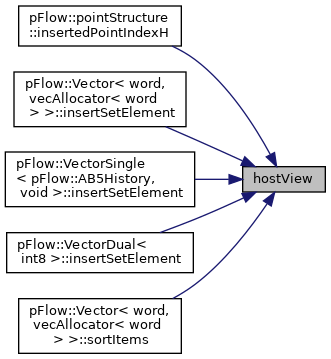 pFlow::pointStructure
::insertedPointIndexH
pFlow::Vector< word,
vecAllocator< word
> >::insertSetElement
pFlow::VectorSingle
< pFlow::AB5History,
void >::insertSetElement
hostView
pFlow::VectorDual<
int8 >::insertSetElement
pFlow::Vector< word,
vecAllocator< word
> >::sortItems